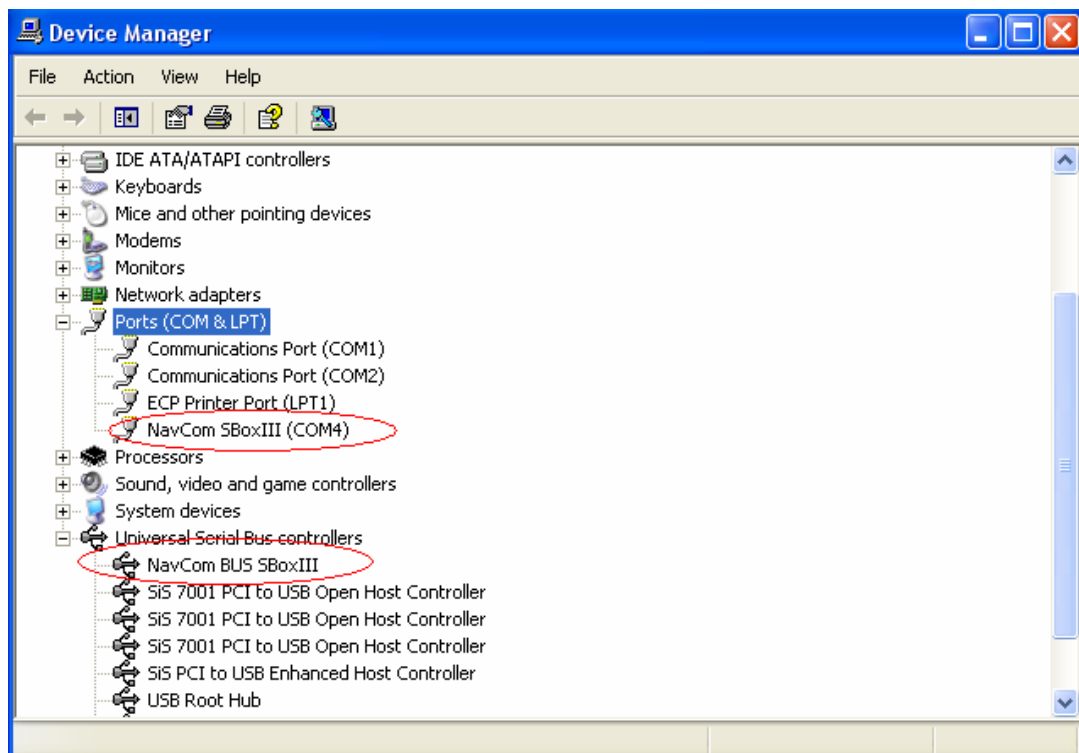 Device Manager
File Action View Help
IDE ATA/ATAPI controllers
Keyboards
Mice and other pointing devices
Modems
Monitors
Network adapters
Ports (COM & LPT)
Communications Port (COM1)
Communications Port (COM2)
ECP Printer Port (LPT1)
NavCom SBoxIII (COM4)
Processors
Sound, video and game controllers
System devices
Universal Serial Bus controllers
NavCom BUS SBoxIII
SiS 7001 PCI to USB Open Host Controller
SiS 7001 PCI to USB Open Host Controller
SiS 7001 PCI to USB Open Host Controller
SiS PCI to USB Enhanced Host Controller
USB Root Hub